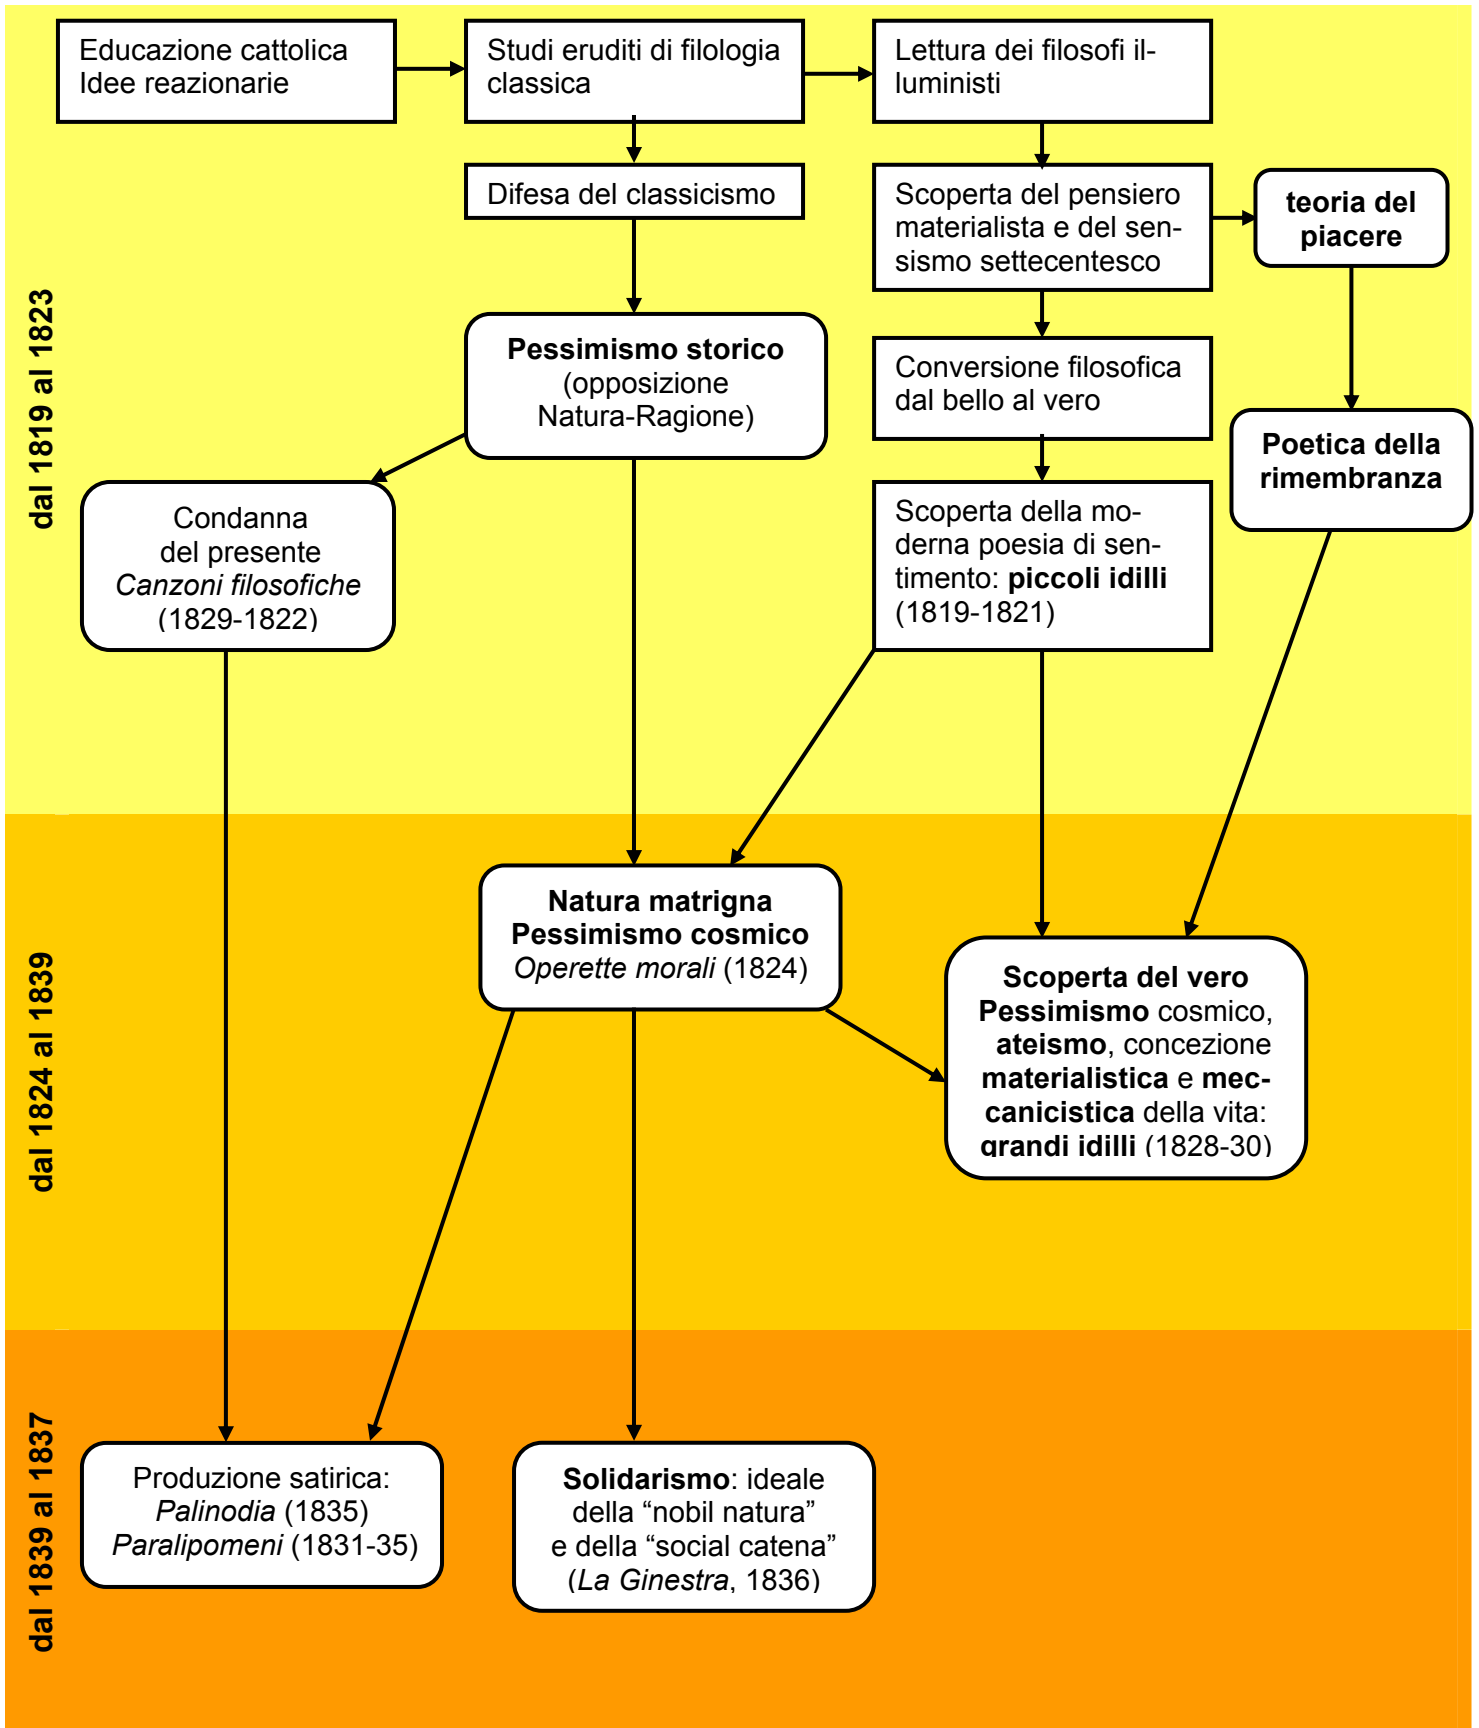 dal 1819 al 1823
Educazione cattolica
Idee reazionarie
Studi eruditi di filologia
classica
Lettura dei filosofi il-
luministi
Difesa del classicismo
Scoperta del pensiero
materialista e del sen-
sismo settecentesco
teoria del
piacere
Pessimismo storico
(opposizione
Natura-Ragione)
Conversione filosofica
dal bello al vero
Poetica della
rimembranza
Condanna
del presente
Canzoni filosofiche
(1829-1822)
Scoperta della mo-
derna poesia di sen-
timento: piccoli idilli
(1819-1821)
dal 1824 al 1839
Natura matrigna
Pessimismo cosmico
Operette morali (1824)
Scoperta del vero
Pessimismo cosmico,
ateismo, concezione
materialistica e mec-
canicistica della vita:
grandi idilli (1828-30)
dal 1839 al 1837
Produzione satirica:
Palinodia (1835)
Paralipomeni (1831-35)
Solidarismo: ideale
della “nobil natura”
e della “social catena”
(La Ginestra, 1836)